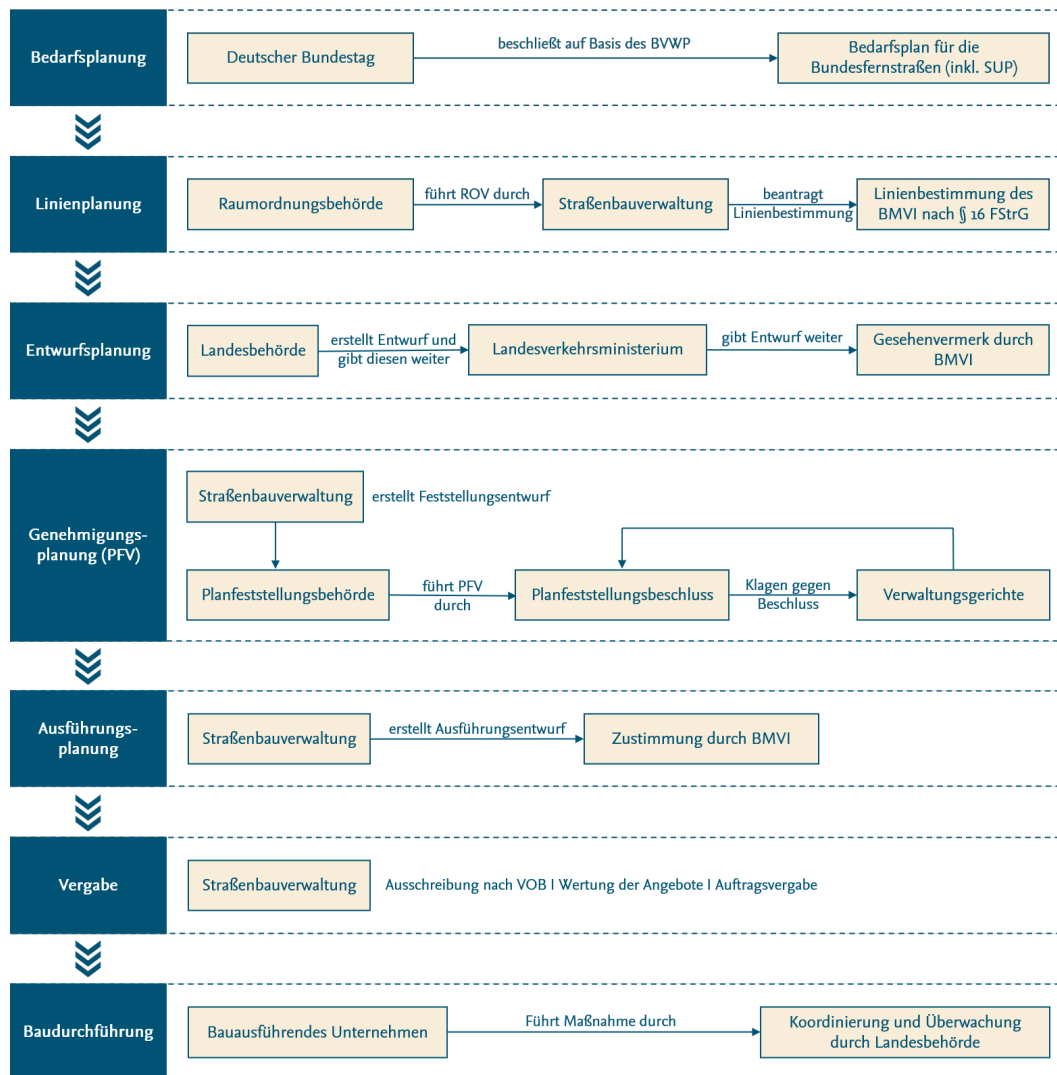 Bedarfsplanung
Deutscher Bundestag
beschließt auf Basis des BVWP
Bedarfsplan für die
Bundesfernstraßen (inkl. SUP)
Linienplanung
Raumordnungsbehörde
führt ROV durch
Straßenbauverwaltung
beantragt
Linienbestimmung
Linienbestimmung des
BMVI nach § 16 FStrG
Entwurfsplanung
Landesbehörde
erstellt Entwurf und
gibt diesen weiter
Landesverkehrsministerium
gibt Entwurf weiter
Gesehenvermerk durch
BMVI
Genehmigungs-
planung (PFV)
Straßenbauverwaltung
erstellt Feststellungsentwurf
Planfeststellungsbehörde
führt PFV
durch
Planfeststellungsbeschluss
Klagen gegen
Beschluss
Verwaltungsgerichte
Ausführungs-
planung
Straßenbauverwaltung
erstellt Ausführungsentwurf
Zustimmung durch BMVI
Vergabe
Straßenbauverwaltung
Ausschreibung nach VOB I Wertung der Angebote I Auftragsvergabe
Baudurchführung
Bauausführendes Unternehmen
Führt Maßnahme durch
Koordinierung und Überwachung
durch Landesbehörde